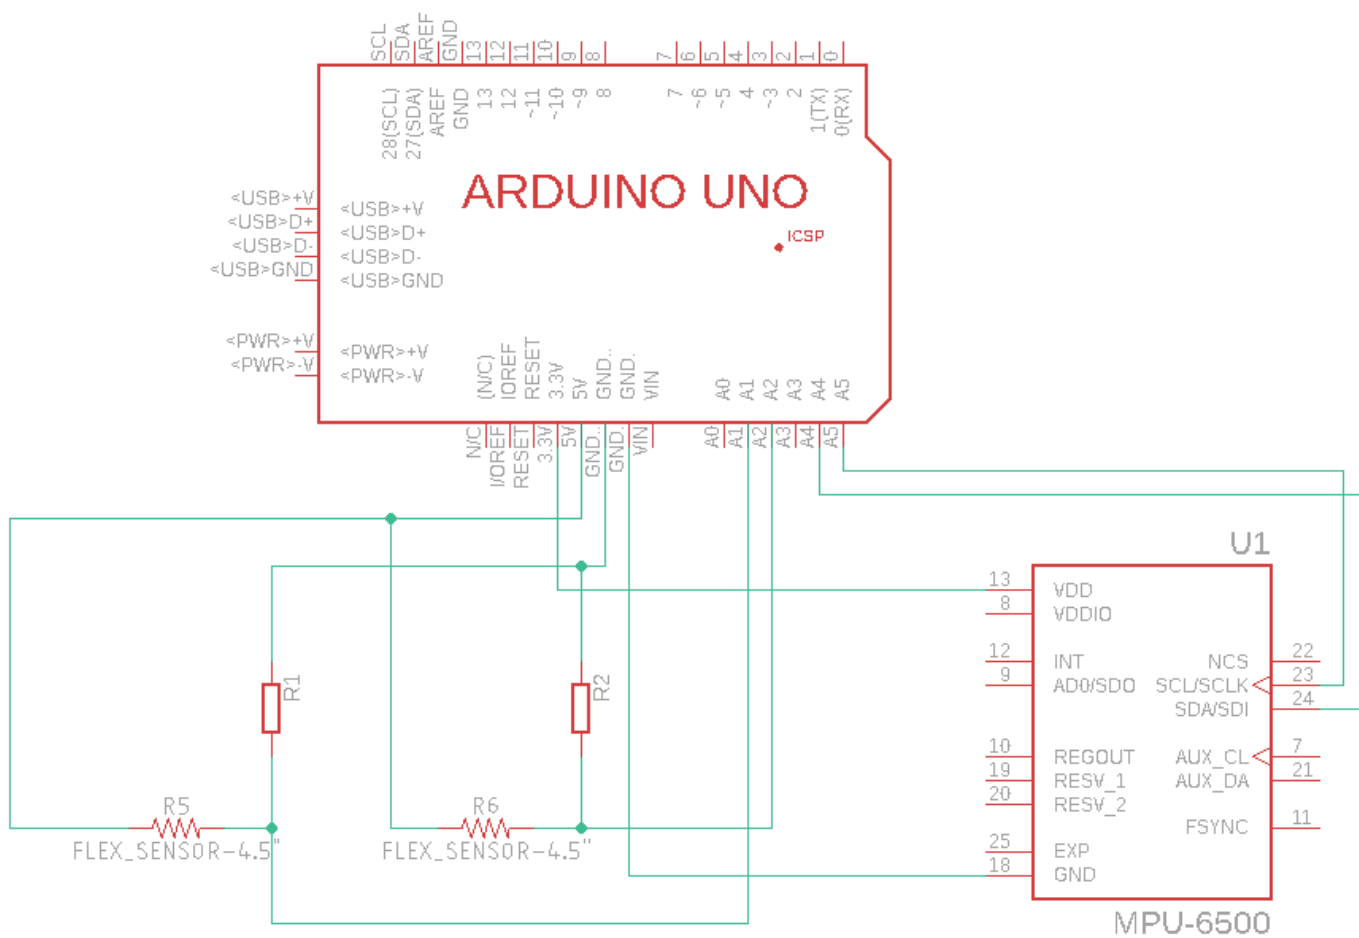 SCL
SDA
AREF
GND
13
12
11
10
9
8
7
6
5
4
3
2
1
0
28(SCL)
27(SDA)
AREF
GND
13
12
~11
~10
~9
8
7
~6
~5
4
~3
2
1(TX)
0(RX)
ARDUINO UNO
ICSP
<USB>+V
<USB>D+
<USB>D-
<USB>GND
<USB>+V
<USB>D+
<USB>D-
<USB>GND
<PWR>+V
<PWR>-V
<PWR>+V
<PWR>-V
(N/C)
IOREF
RESET
3.3V
5V
GND..
GND.
VIN
A0
A1
A2
A3
A4
A5
N/C
I/OREF
RESET
3.3V
5V
GND..
GND.
VIN
A0
A1
A2
A3
A4
A5
U1
13 VDD
8 VDDIO
12 INT
9 AD0/SDO
10 REGOUT
19 RESV_1
20 RESV_2
25 EXP
18 GND
NCS 22
SCL/SCLK 23
SDA/SDI 24
AUX_CL 7
AUX_DA 21
FSYNC 11
MPU-6500
R1
R2
R5
FLEX_SENSOR-4.5"
R6
FLEX_SENSOR-4.5"